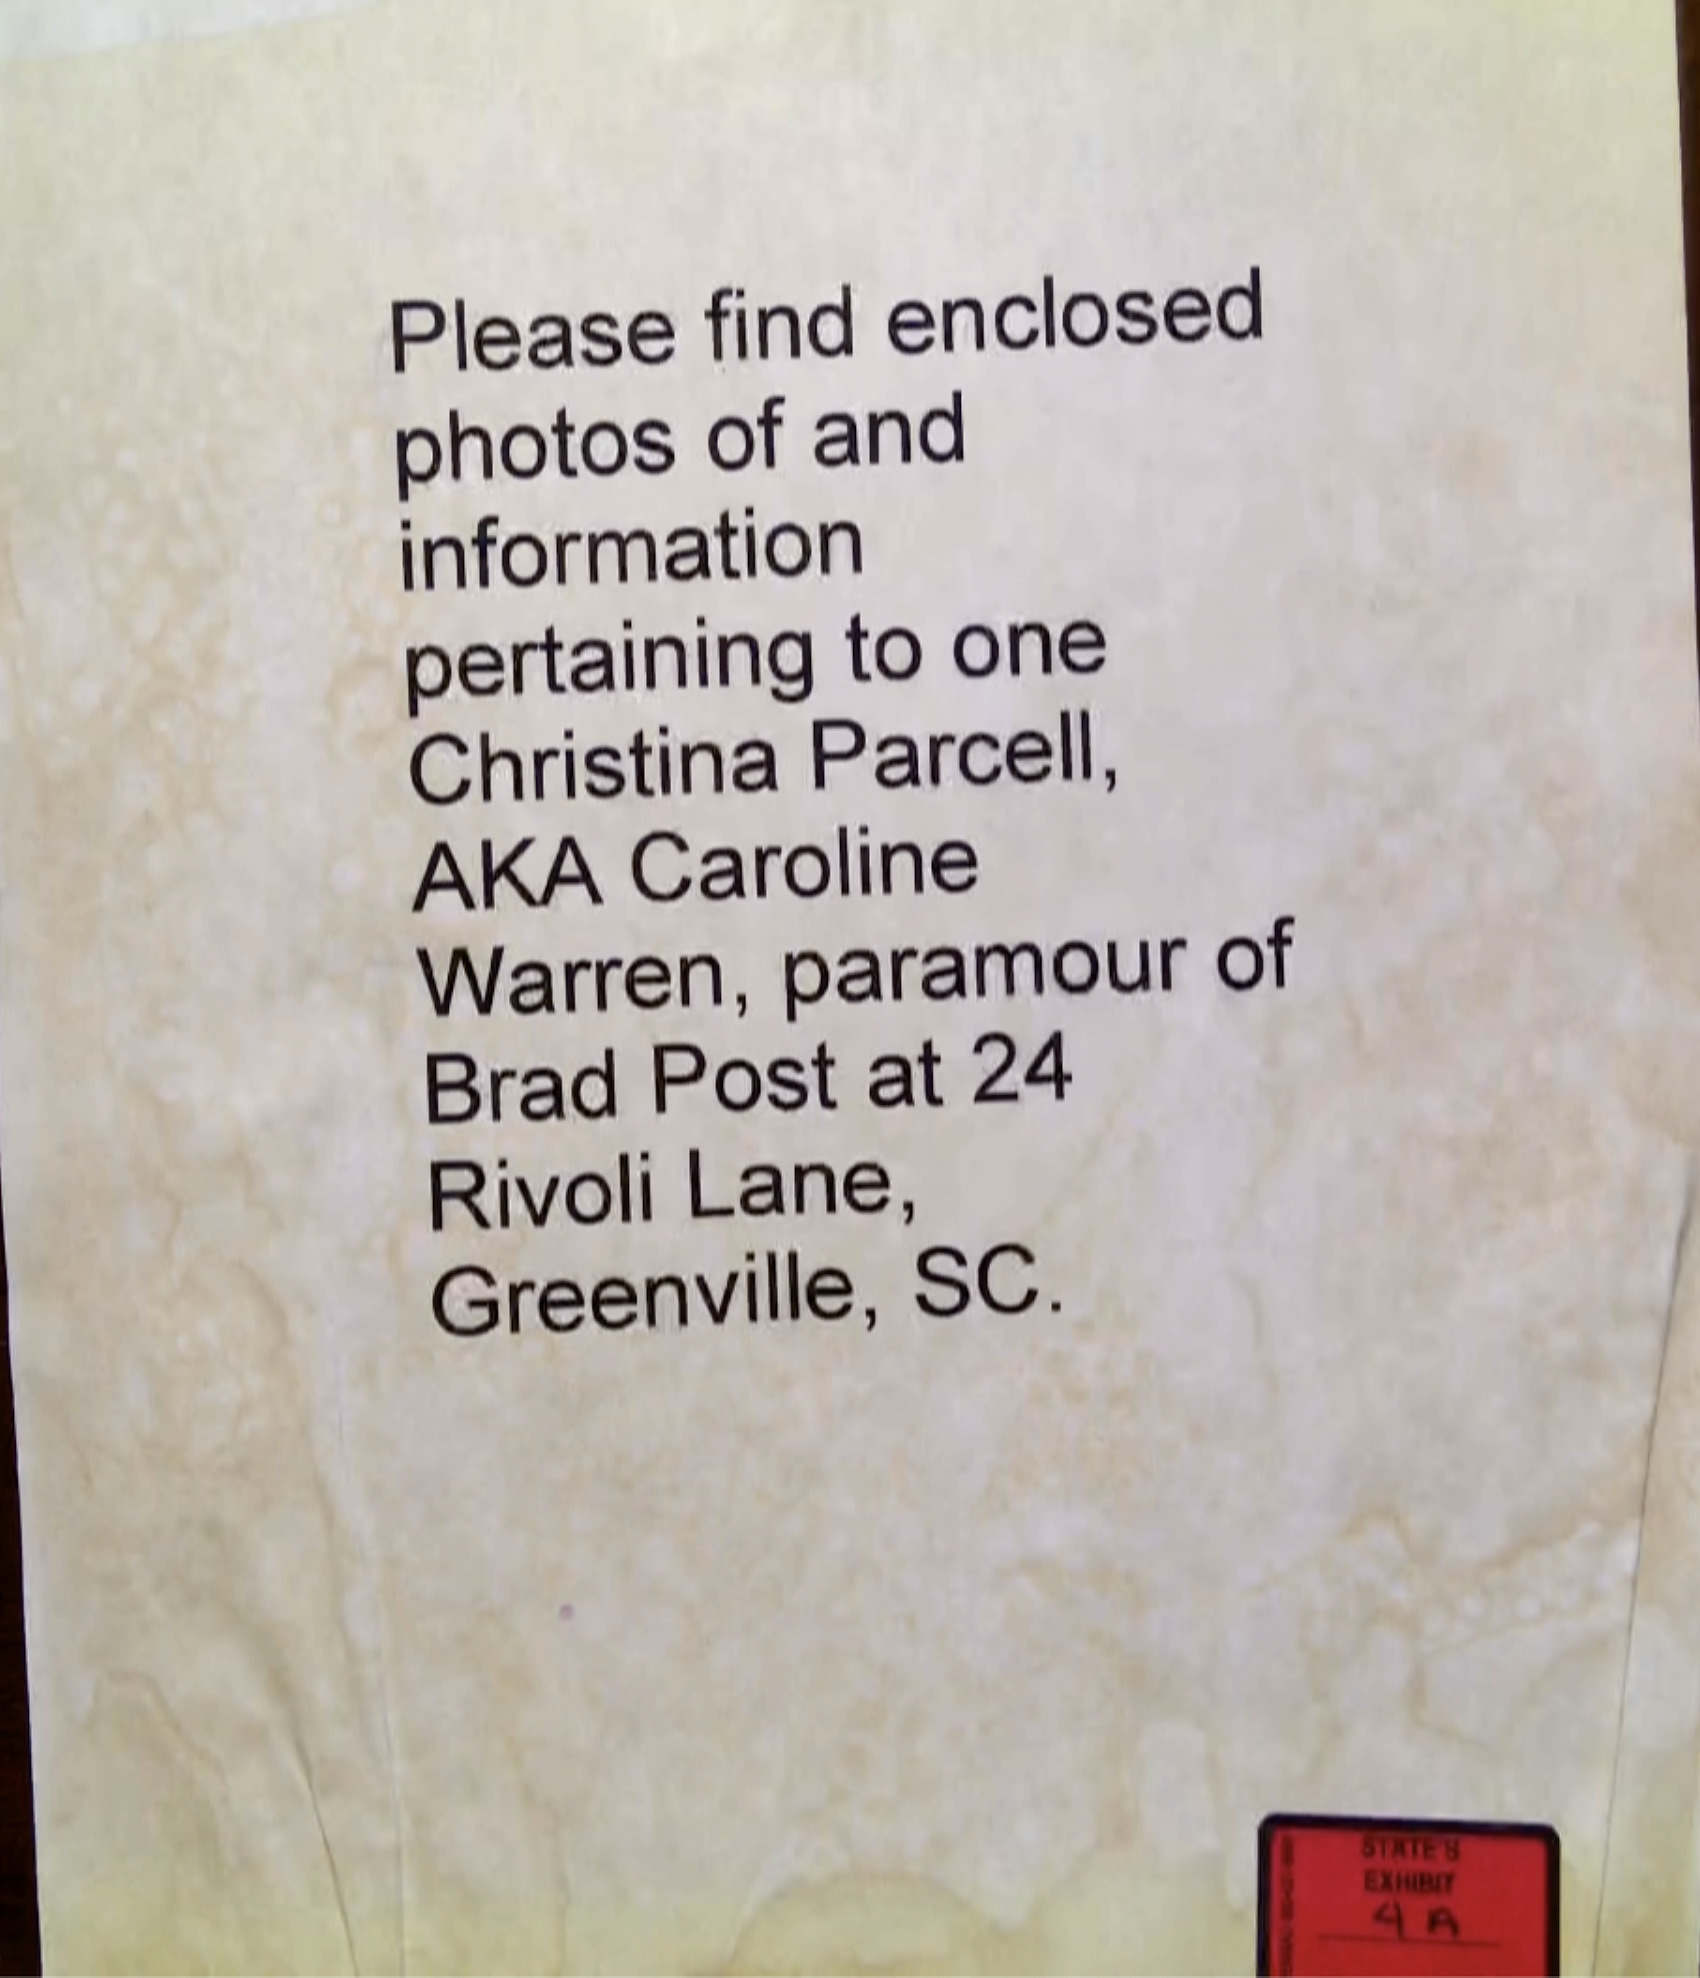 Please find enclosed
photos of and
information
pertaining to one
Christina Parcell,
AKA Caroline
Warren, paramour of
Brad Post at 24
Rivoli Lane,
Greenville, SC.
STATE'S
EXHIBIT
4 A